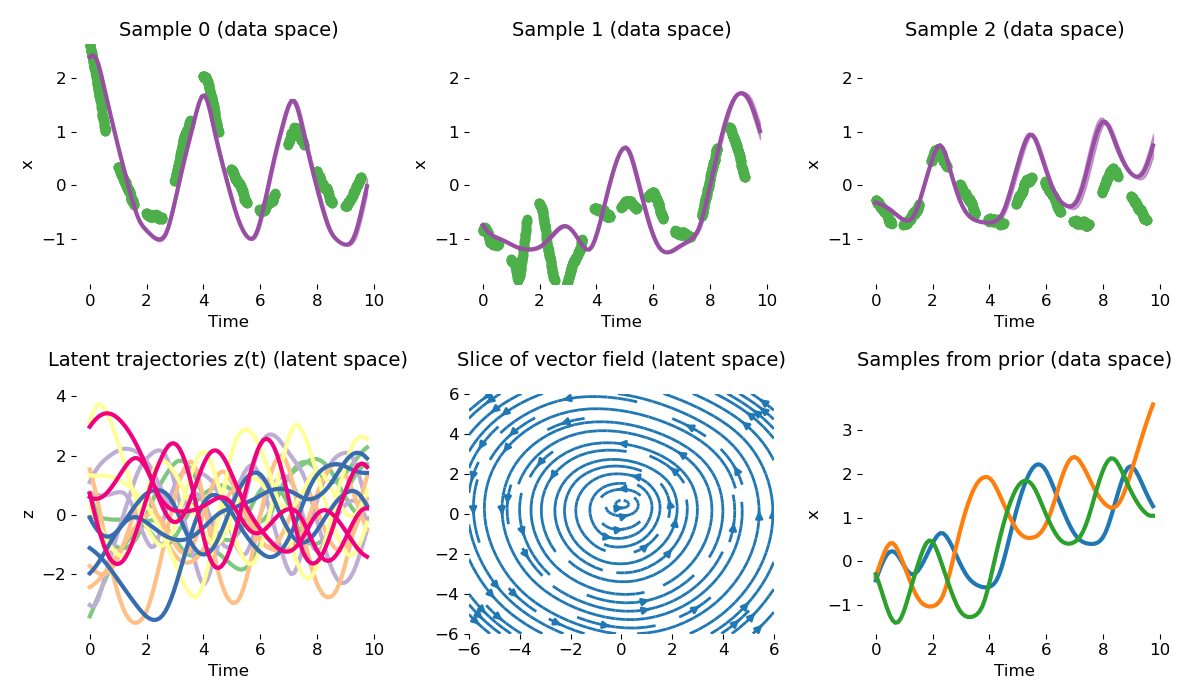 Sample 0 (data space)
Sample 1 (data space)
Sample 2 (data space)
2
1
0
−1
x
0 2 4 6 8 10
Time
2
1
0
−1
x
0 2 4 6 8 10
Time
2
1
0
−1
x
0 2 4 6 8 10
Time
Latent trajectories z(t) (latent space)
Slice of vector field (latent space)
Samples from prior (data space)
4
2
0
−2
z
0 2 4 6 8 10
Time
6
4
2
0
−2
−4
−6
−6 −4 −2 0 2 4 6
3
2
1
0
−1
x
0 2 4 6 8 10
Time